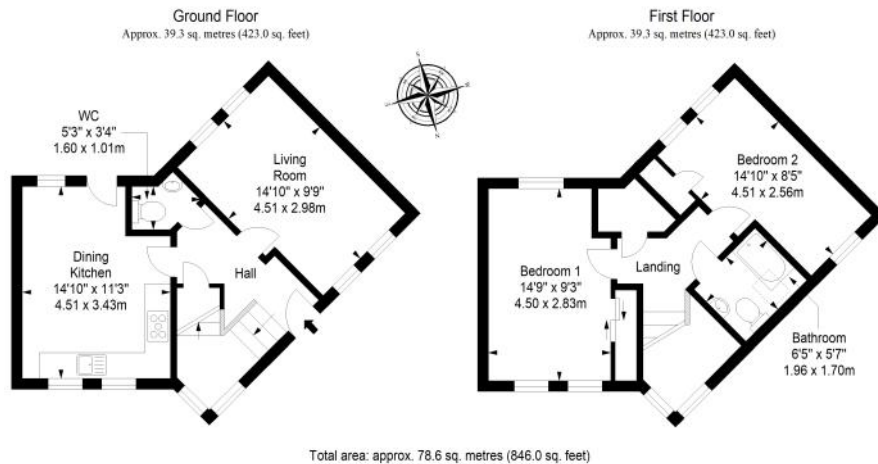 Ground Floor
Approx. 39.3 sq. metres (423.0 sq. feet)
WC
5'3" x 3'4"
1.60 x 1.01m
Living
Room
14'10" x 9'9"
4.51 x 2.98m
Dining
Kitchen
14'10" x 11'3"
4.51 x 3.43m
Hall
First Floor
Approx. 39.3 sq. metres (423.0 sq. feet)
Bedroom 2
14'10" x 8'5"
4.51 x 2.56m
Bedroom 1
14'9" x 9'3"
4.50 x 2.83m
Landing
Bathroom
6'5" x 5'7"
1.96 x 1.70m
Total area: approx. 78.6 sq. metres (846.0 sq. feet)